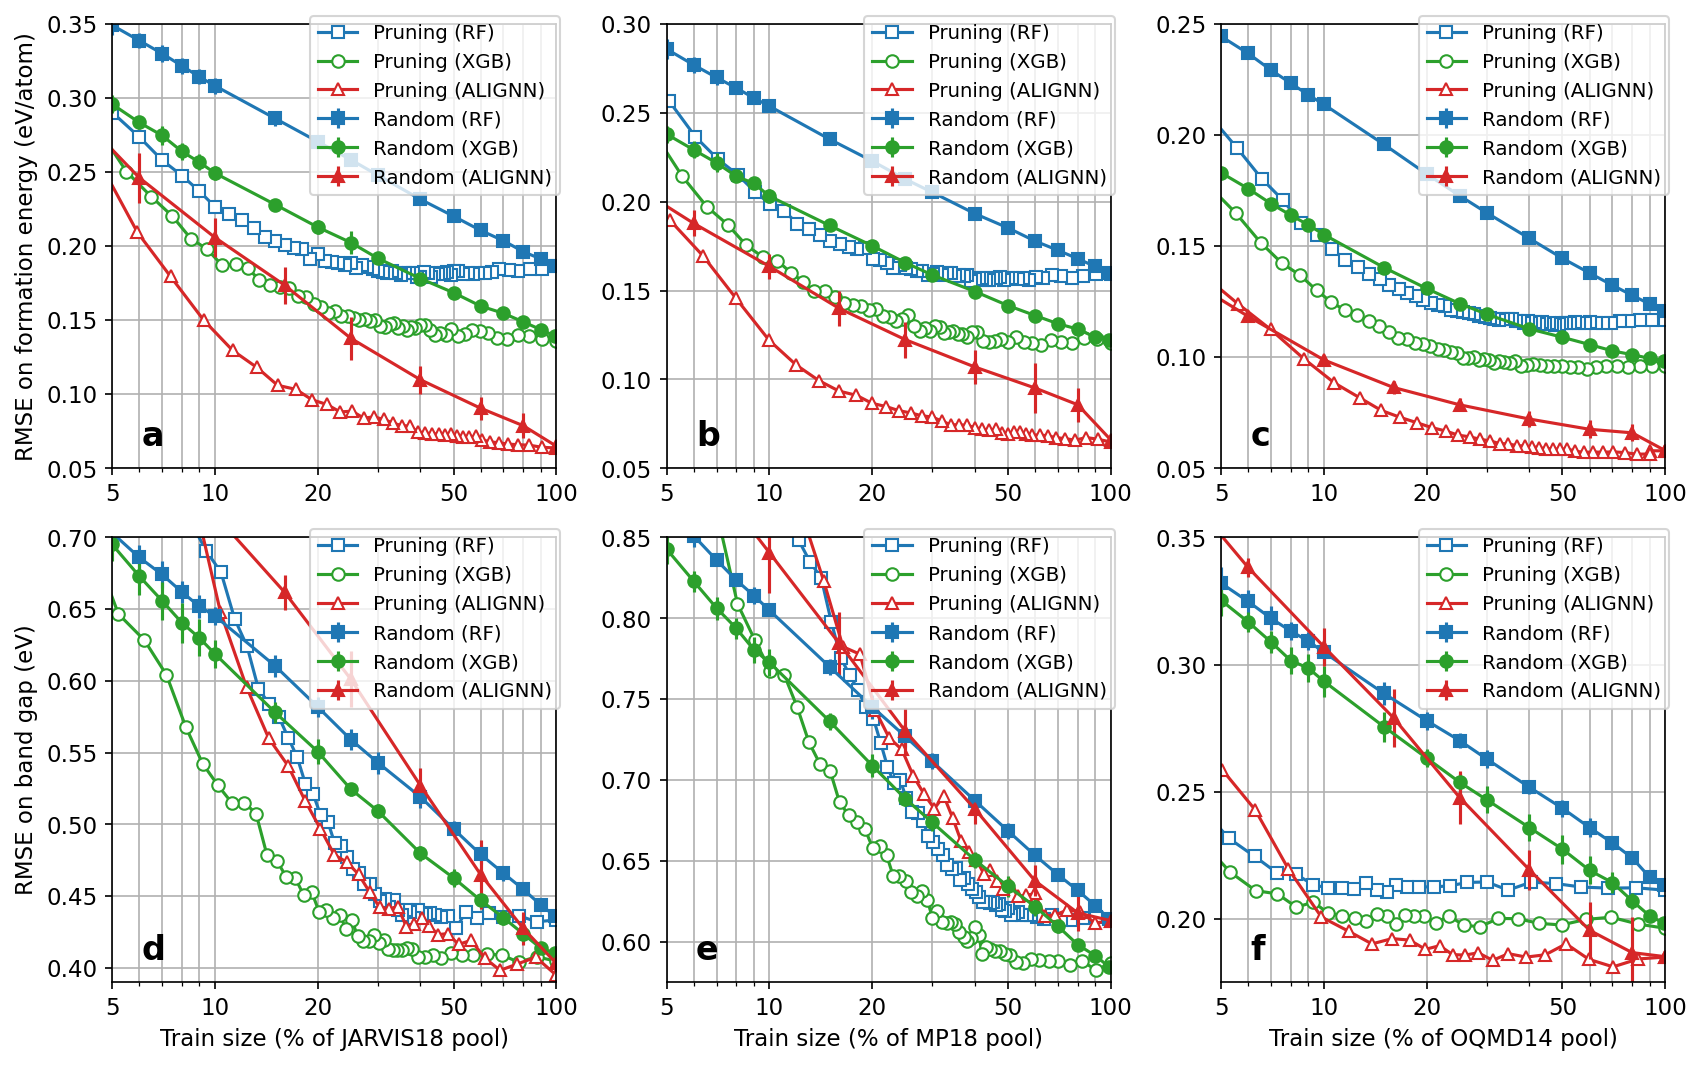 RMSE on formation energy (eV/atom)
0.35
0.30
0.25
0.20
0.15
0.10
0.05
Pruning (RF)
Pruning (XGB)
Pruning (ALIGNN)
Random (RF)
Random (XGB)
Random (ALIGNN)
a
5 10 20 50 100
0.30
0.25
0.20
0.15
0.10
0.05
Pruning (RF)
Pruning (XGB)
Pruning (ALIGNN)
Random (RF)
Random (XGB)
Random (ALIGNN)
b
5 10 20 50 100
0.25
0.20
0.15
0.10
0.05
Pruning (RF)
Pruning (XGB)
Pruning (ALIGNN)
Random (RF)
Random (XGB)
Random (ALIGNN)
c
5 10 20 50 100
RMSE on band gap (eV)
0.70
0.65
0.60
0.55
0.50
0.45
0.40
Pruning (RF)
Pruning (XGB)
Pruning (ALIGNN)
Random (RF)
Random (XGB)
Random (ALIGNN)
d
5 10 20 50 100
Train size (% of JARVIS18 pool)
0.85
0.80
0.75
0.70
0.65
0.60
Pruning (RF)
Pruning (XGB)
Pruning (ALIGNN)
Random (RF)
Random (XGB)
Random (ALIGNN)
e
5 10 20 50 100
Train size (% of MP18 pool)
0.35
0.30
0.25
0.20
Pruning (RF)
Pruning (XGB)
Pruning (ALIGNN)
Random (RF)
Random (XGB)
Random (ALIGNN)
f
5 10 20 50 100
Train size (% of OQMD14 pool)